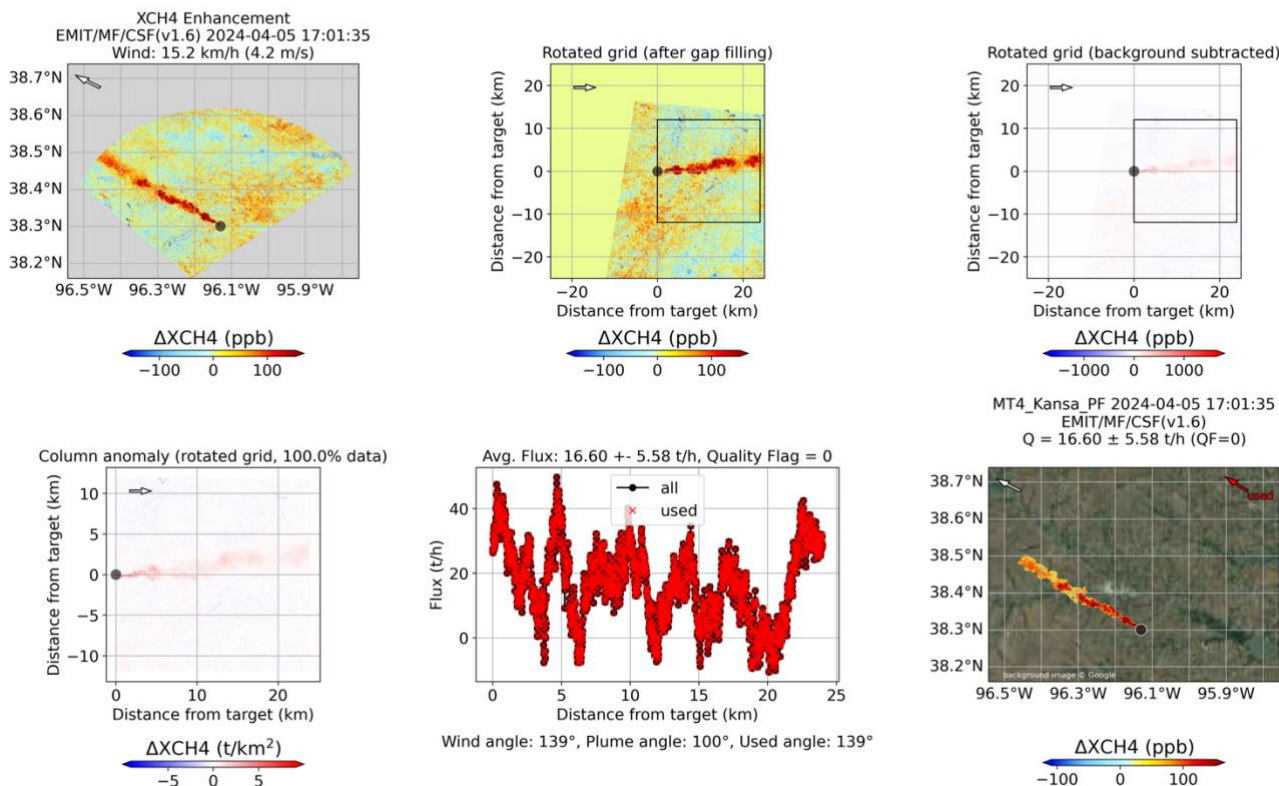 XCH4 Enhancement
EMIT/MF/CSF(v1.6) 2024-04-05 17:01:35
Wind: 15.2 km/h (4.2 m/s)
38.7°N
38.6°N
38.5°N
38.4°N
38.3°N
38.2°N
96.5°W 96.3°W 96.1°W 95.9°W
ΔXCH4 (ppb)
−100 0 100
Rotated grid (after gap filling)
Distance from target (km)
20
10
0
−10
−20
−20 0 20
Distance from target (km)
ΔXCH4 (ppb)
−100 0 100
Rotated grid (background subtracted)
Distance from target (km)
20
10
0
−10
−20
−20 0 20
Distance from target (km)
ΔXCH4 (ppb)
−1000 0 1000
Column anomaly (rotated grid, 100.0% data)
Distance from target (km)
10
5
0
−5
−10
0 10 20
Distance from target (km)
ΔXCH4 (t/km²)
−5 0 5
Avg. Flux: 16.60 +- 5.58 t/h, Quality Flag = 0
all
used
Flux (t/h)
40
20
0
0 5 10 15 20 25
Distance from target (km)
Wind angle: 139°, Plume angle: 100°, Used angle: 139°
MT4_Kansa_PF 2024-04-05 17:01:35
EMIT/MF/CSF(v1.6)
Q = 16.60 ± 5.58 t/h (QF=0)
used
38.7°N
38.6°N
38.5°N
38.4°N
38.3°N
38.2°N
background image © Google
96.5°W 96.3°W 96.1°W 95.9°W
ΔXCH4 (ppb)
−100 0 100